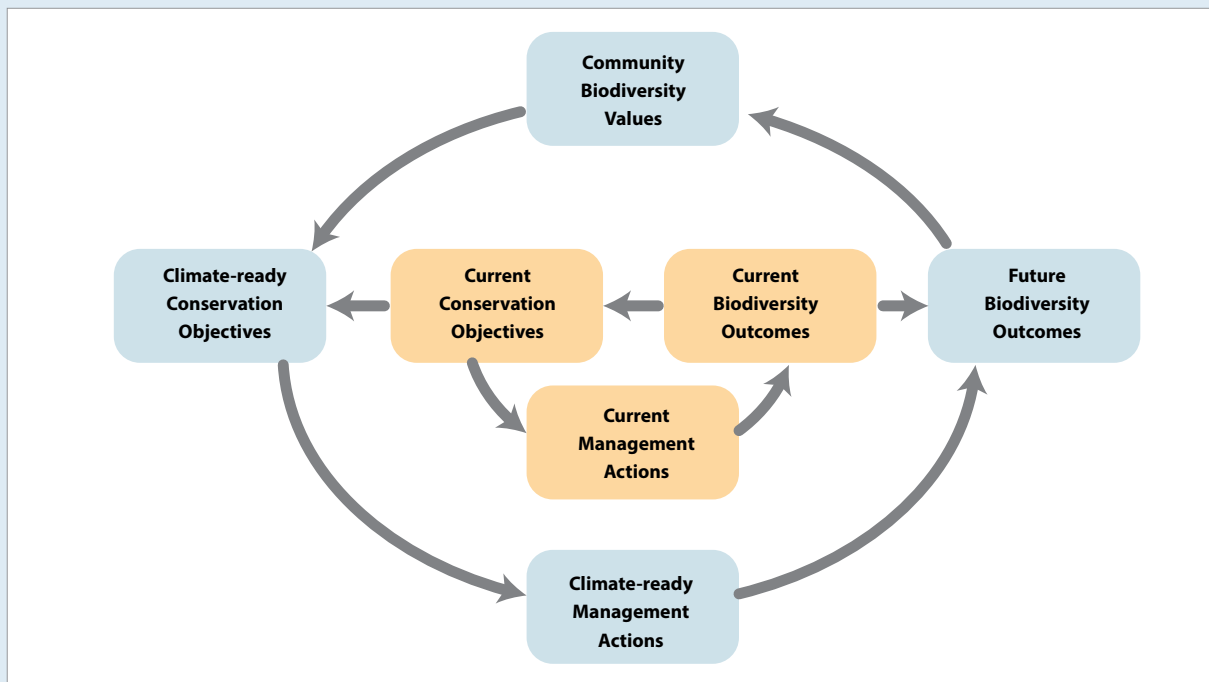 Community
Biodiversity
Values
Climate-ready
Conservation
Objectives
Current
Conservation
Objectives
Current
Biodiversity
Outcomes
Future
Biodiversity
Outcomes
Current
Management
Actions
Climate-ready
Management
Actions